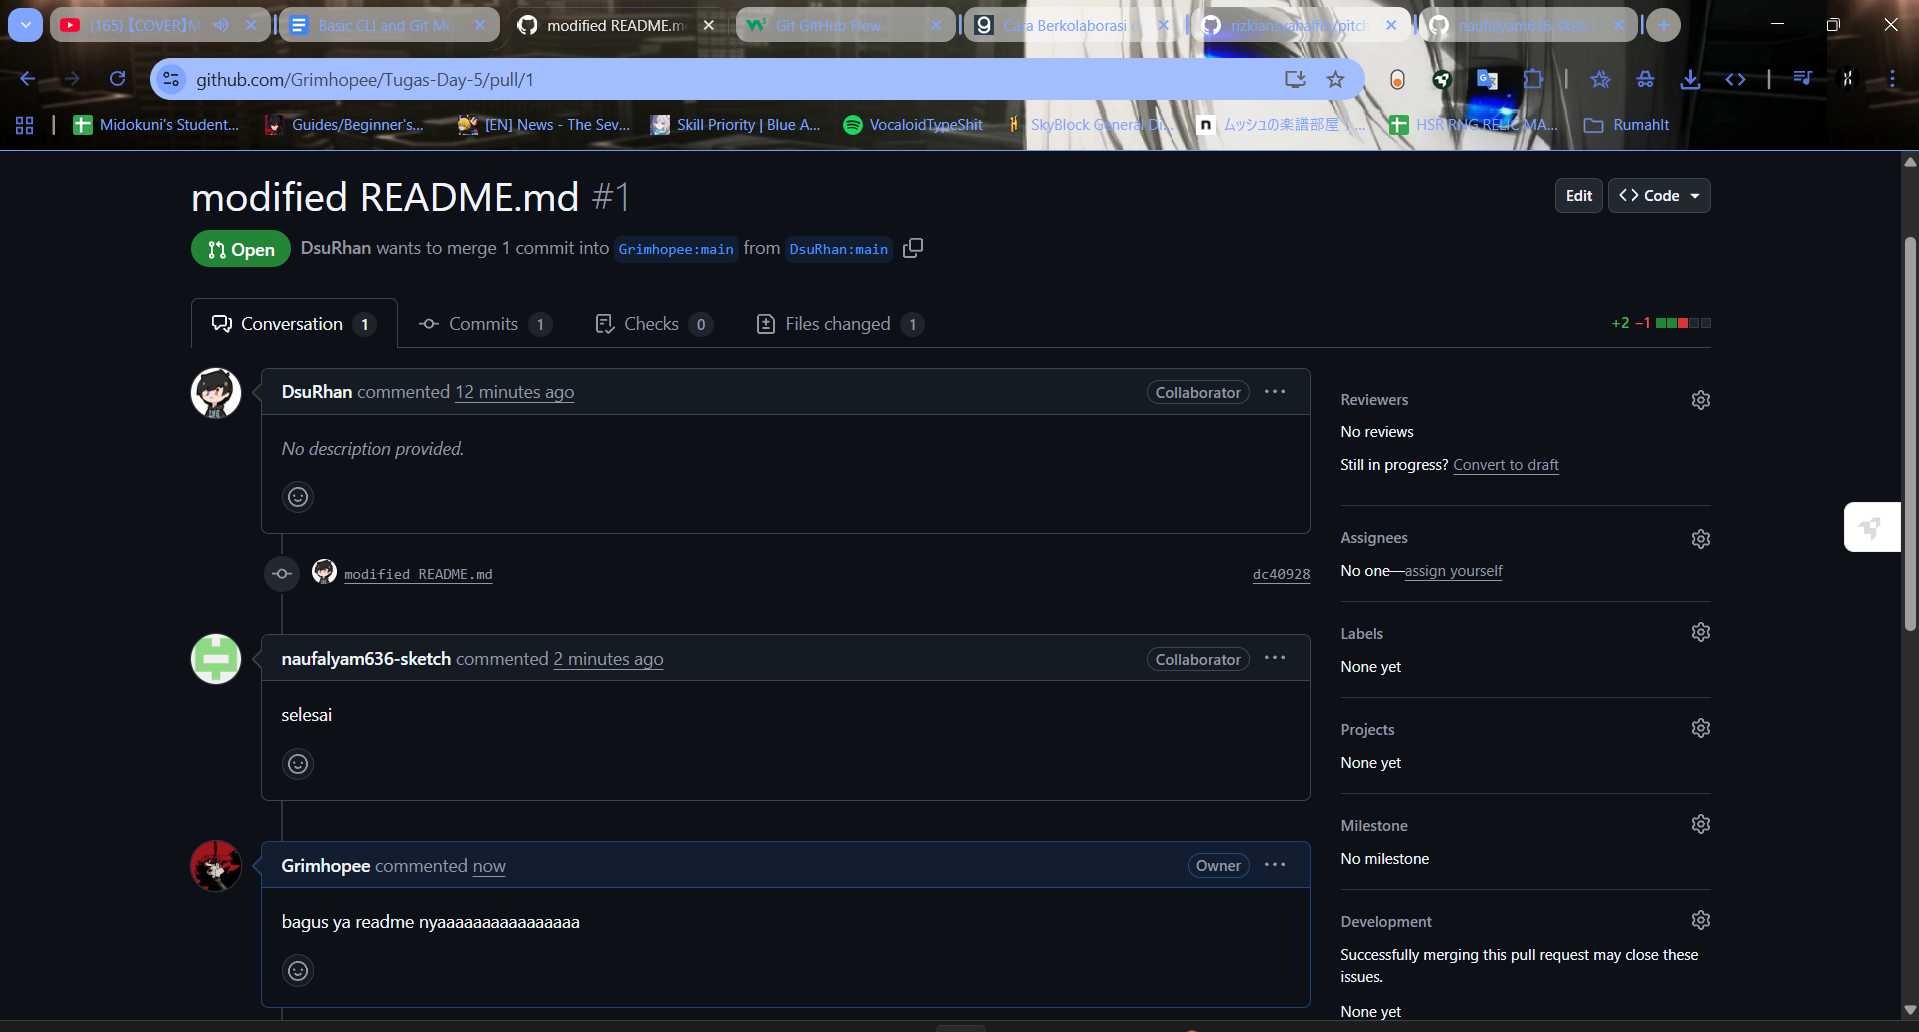 (165) [COVER]M
Basic CLI and Git Mo
modified README.m
Git GitHub Flow
Cara Berkolaborasi d
rizkiansyahalfi/pitch
naufalyam636-sketc
github.com/Grimhopee/Tugas-Day-5/pull/1
Midokuni's Student...
Guides/Beginner's...
[EN] News - The Sev...
Skill Priority | Blue A...
VocaloidTypeShit
SkyBlock General Di...
ムッシュの楽譜部屋｜...
HSR RNG RELIC MA...
RumahIt
modified README.md #1
Edit
Code
Open
DsuRhan wants to merge 1 commit into Grimhopee:main from DsuRhan:main
Conversation 1
Commits 1
Checks 0
Files changed 1
+2 −1
DsuRhan commented 12 minutes ago
Collaborator
No description provided.
modified README.md
dc40928
naufalyam636-sketch commented 2 minutes ago
Collaborator
selesai
Grimhopee commented now
Owner
bagus ya readme nyaaaaaaaaaaaaaaaa
Reviewers
No reviews
Still in progress? Convert to draft
Assignees
No one—assign yourself
Labels
None yet
Projects
None yet
Milestone
No milestone
Development
Successfully merging this pull request may close these
issues.
None yet